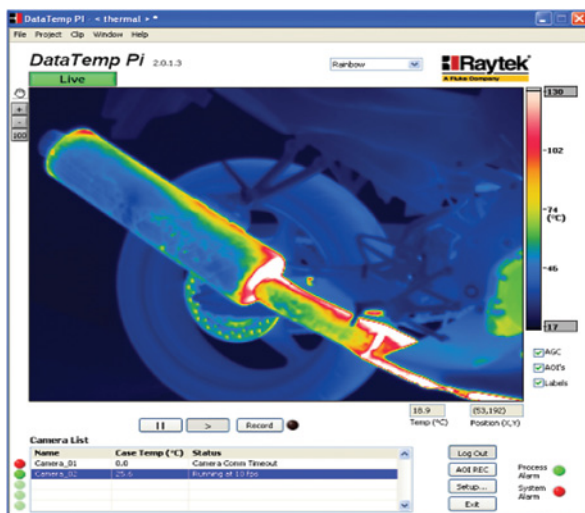 DataTemp PI - < thermal > *
File Project Clip Window Help
DataTemp Pi 2.0.1.3
Rainbow
Raytek
A Fluke Company
Live
+
-
100
130
102
74
(°C)
46
17
AGC
AOI's
Labels
18.9
(53,192)
Temp (°C)
Position (X,Y)
Record
Camera List
Name Case Temp (°C) Status
Camera_01 0.0 Camera Comm Timeout
Camera_02 25.6 Running at 10 fps
Log Out
AOI REC
Setup...
Exit
Process
Alarm
System
Alarm